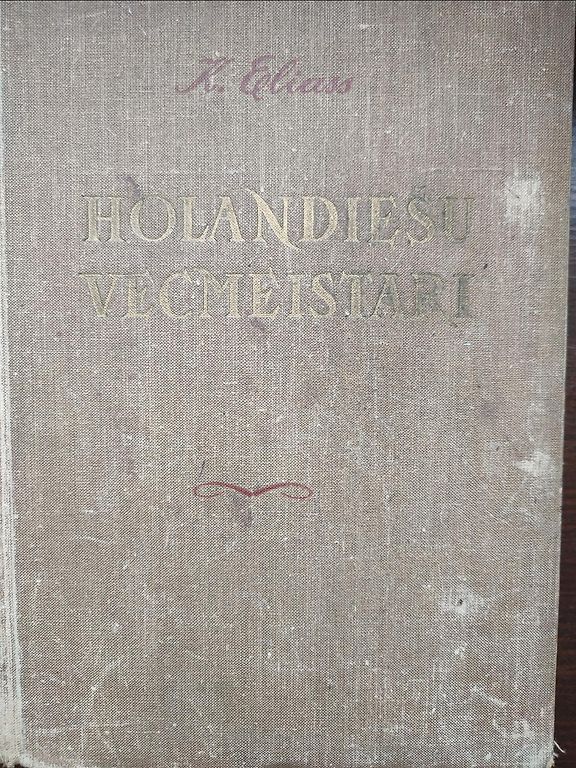 K. Eliass
HOLANDIEŠU
VECMEISTARI